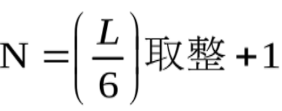 N = (L/6) 取整 + 1